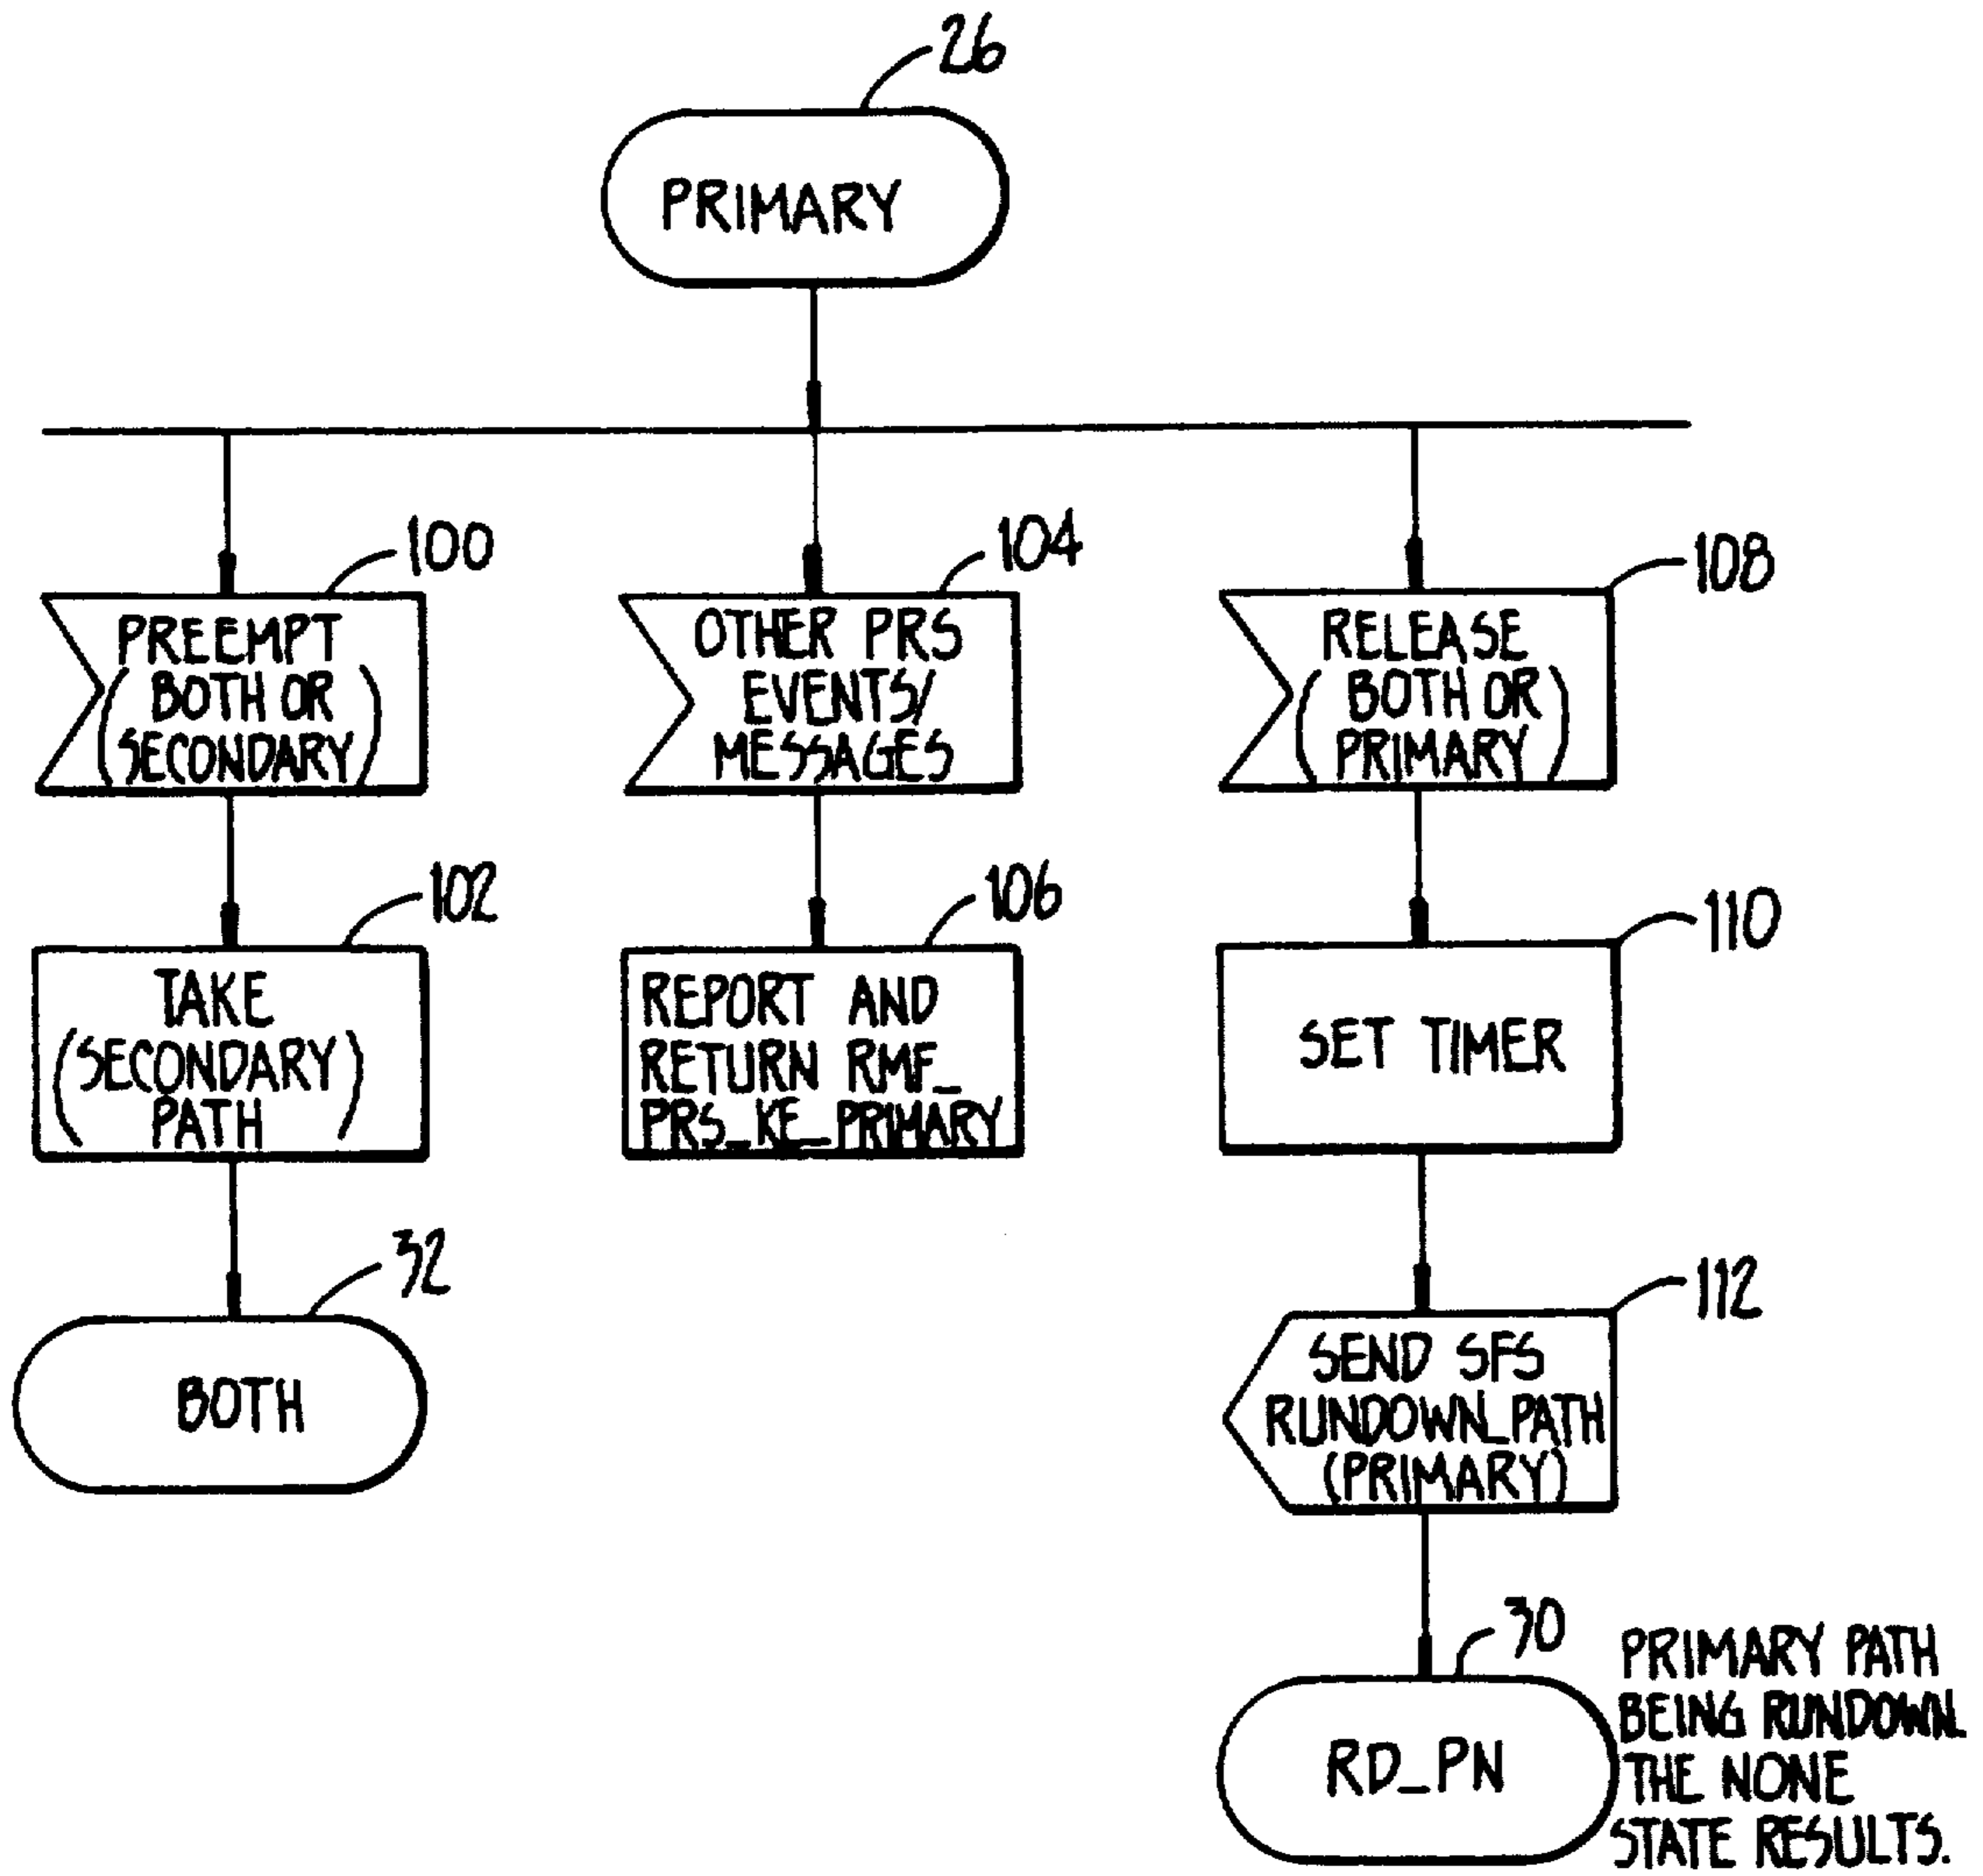 26
PRIMARY
100
PREEMPT
( BOTH OR
SECONDARY )
104
OTHER PRS
EVENTS/
MESSAGES
108
RELEASE
( BOTH OR
PRIMARY )
102
TAKE
( SECONDARY
PATH )
106
REPORT AND
RETURN RMF_
PRS_KE_PRIMARY
110
SET TIMER
32
BOTH
112
SEND SFS
RUNDOWN_PATH
(PRIMARY)
30
RD_PN
PRIMARY PATH
BEING RUNDOWN.
THE NONE
STATE RESULTS.